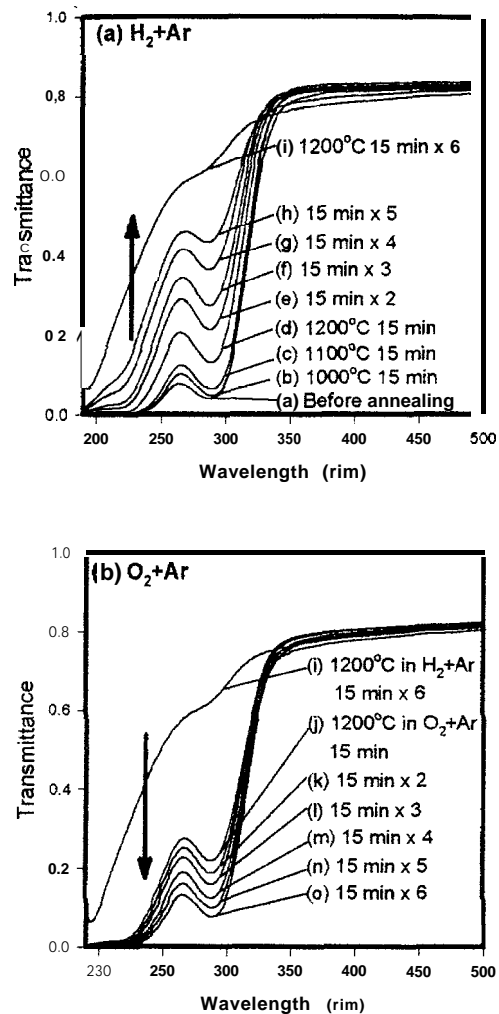 (a) H₂+Ar
1.0
0.8
0.0
0.4
0 2
0.0
Tracsmittance
(i) 1200°C 15 min x 6
(h) 15 min x 5
(g) 15 min x 4
(f) 15 min x 3
(e) 15 min x 2
(d) 1200°C 15 min
(c) 1100°C 15 min
(b) 1000°C 15 min
(a) Before annealing
200 250 300 350 400 450 500
Wavelength (rim)
(b) O₂+Ar
1.0
0.8
0.6
0.4
0.2
0.0
Transmittance
(i) 1200°C in H₂+Ar
15 min x 6
(j) 1200°C in O₂+Ar
15 min
(k) 15 min x 2
(l) 15 min x 3
(m) 15 min x 4
(n) 15 min x 5
(o) 15 min x 6
230 250 300 350 400 450 500
Wavelength (rim)